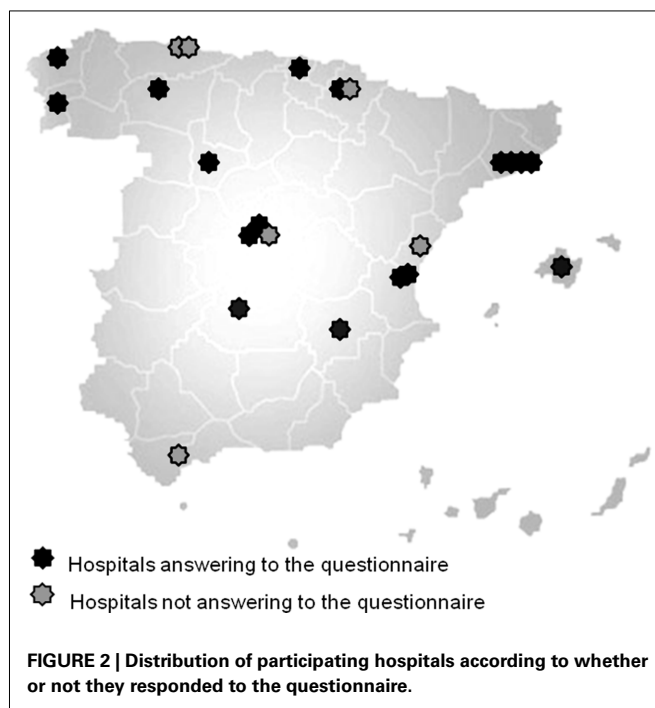 Hospitals answering to the questionnaire
Hospitals not answering to the questionnaire
FIGURE 2 | Distribution of participating hospitals according to whether
or not they responded to the questionnaire.